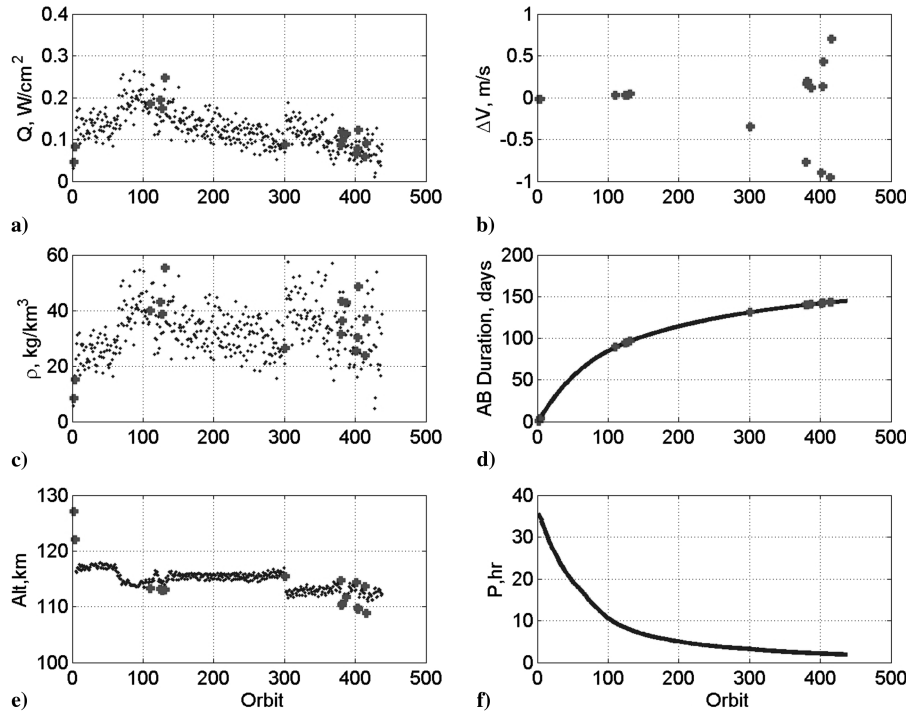 0.4
0.3
0.2
0.1
0
Q, W/cm²
0 100 200 300 400 500
a)
1
0.5
0
-0.5
-1
ΔV, m/s
0 100 200 300 400 500
b)
60
40
20
0
ρ, kg/km³
0 100 200 300 400 500
c)
200
150
100
50
0
AB Duration, days
0 100 200 300 400 500
d)
130
120
110
100
Alt,km
0 100 200 300 400 500
Orbit
e)
40
30
20
10
0
P,hr
0 100 200 300 400 500
Orbit
f)